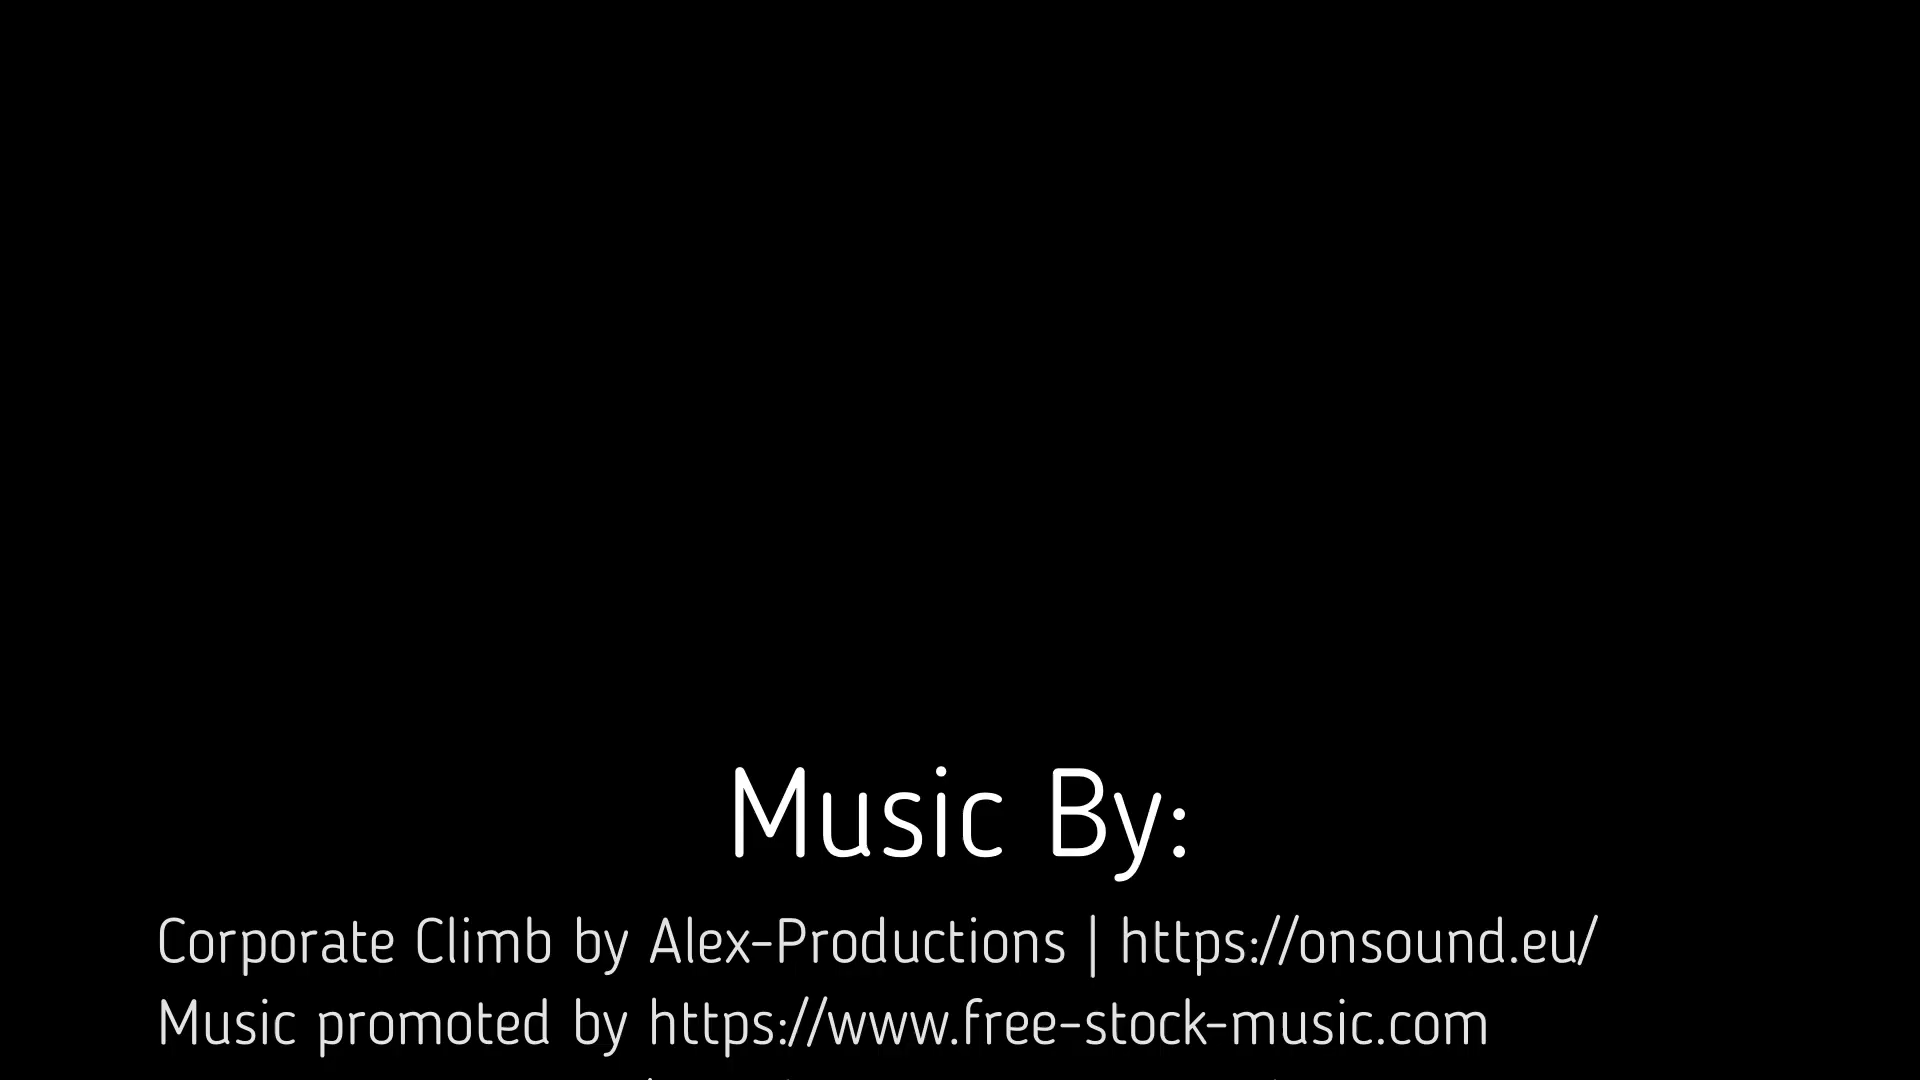 Music By:
Corporate Climb by Alex-Productions | https://onsound.eu/
Music promoted by https://www.free-stock-music.com